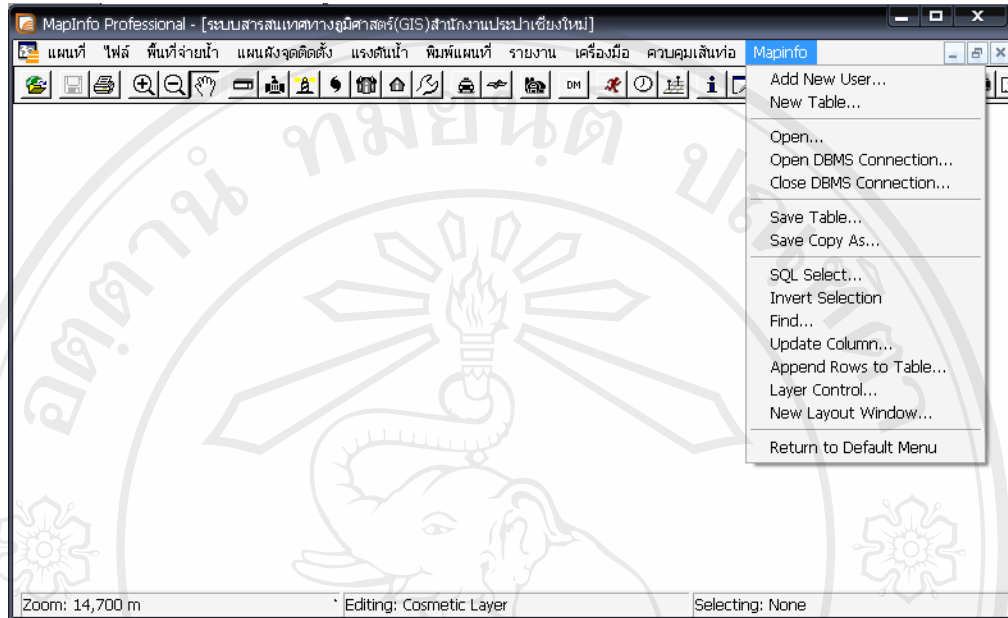 MapInfo Professional - [ระบบสารสนเทศทางภูมิศาสตร์(GIS)สำนักงานประปาเชียงใหม่]
แผนที่ ไฟล์ พื้นที่จ่ายน้ำ แผนผังจุดติดตั้ง แรงดันน้ำ พิมพ์แผนที่ รายงาน เครื่องมือ ควบคุมเส้นท่อ Mapinfo
DM
Add New User...
New Table...
Open...
Open DBMS Connection...
Close DBMS Connection...
Save Table...
Save Copy As...
SQL Select...
Invert Selection
Find...
Update Column...
Append Rows to Table...
Layer Control...
New Layout Window...
Return to Default Menu
Zoom: 14,700 m Editing: Cosmetic Layer Selecting: None